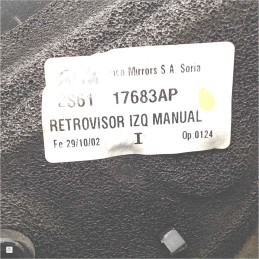 Mirrors S.A. Soria
2S61 17683AP
RETROVISOR IZQ MANUAL
Fe 29/10/02 I Op.0124